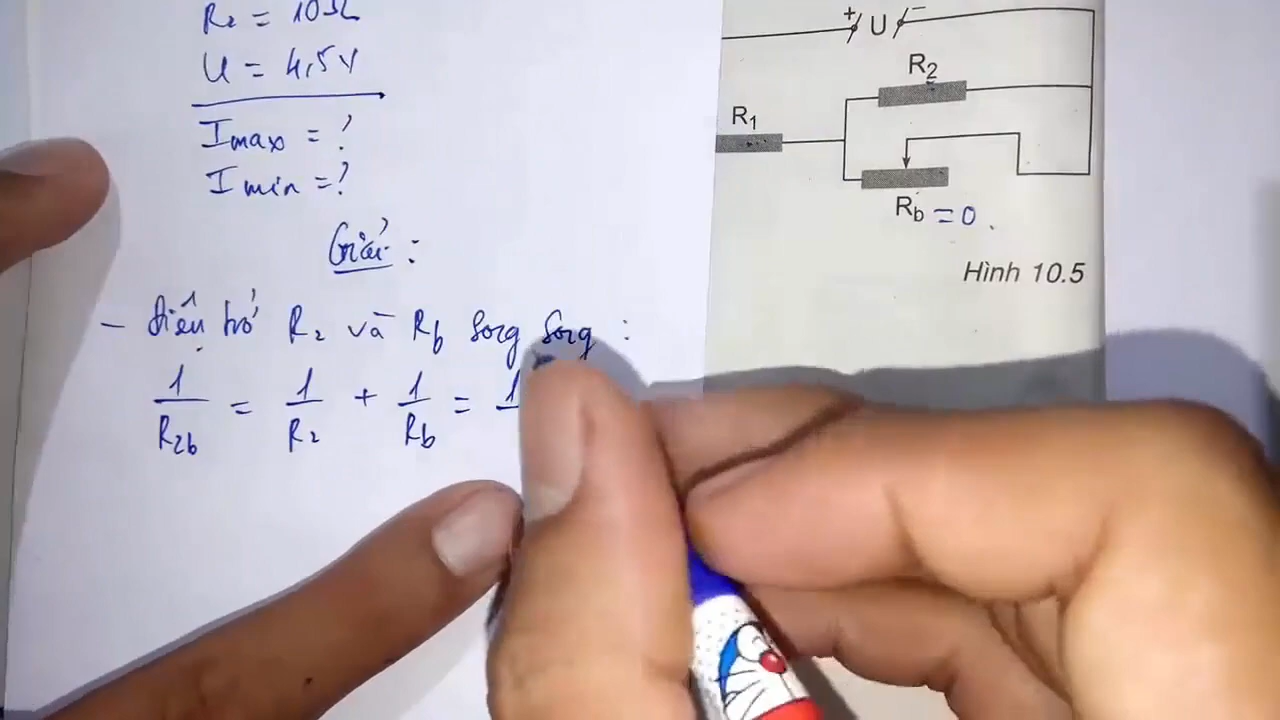 R₂ = 10Ω
U = 4,5V
Imax = ?
Imin = ?
Giải :
- Điện trở R₂ và Rb song song :
1/R2b = 1/R₂ + 1/Rb = 1
+ U −
R2
R1
Rb = 0 .
Hình 10.5